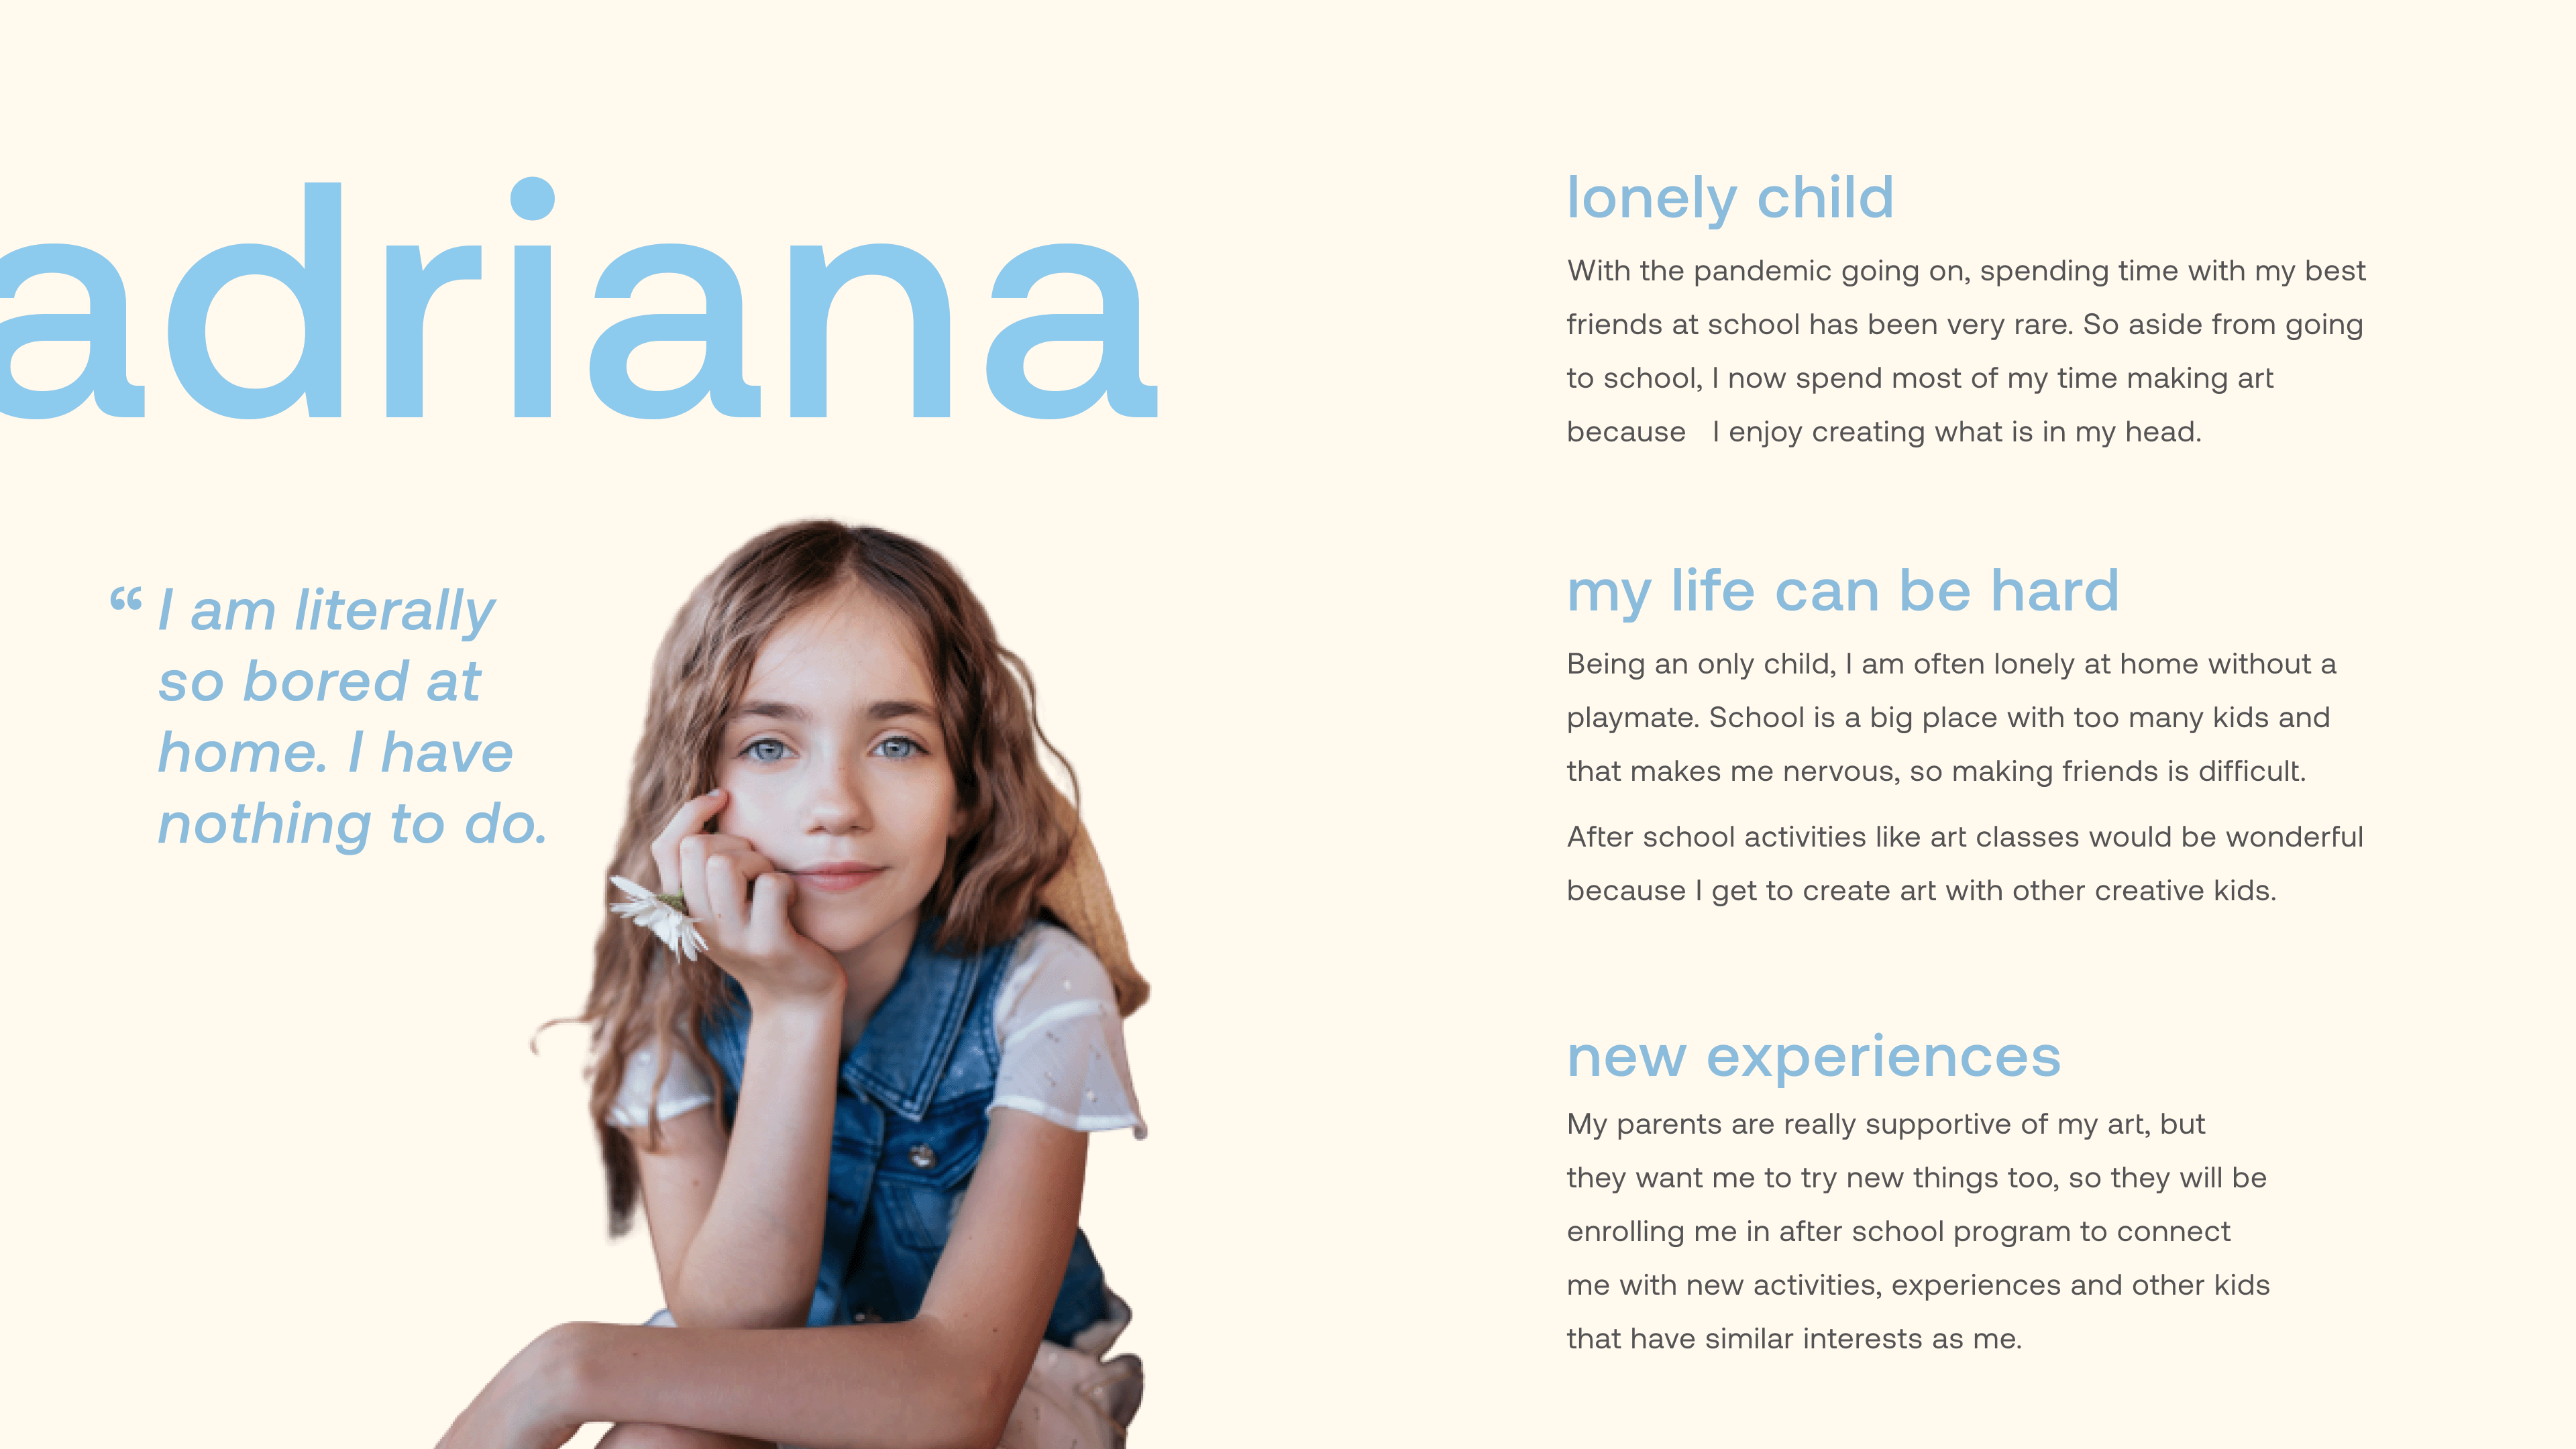 adriana
“ I am literally
so bored at
home. I have
nothing to do.
lonely child
With the pandemic going on, spending time with my best
friends at school has been very rare. So aside from going
to school, I now spend most of my time making art
because   I enjoy creating what is in my head.
my life can be hard
Being an only child, I am often lonely at home without a
playmate. School is a big place with too many kids and
that makes me nervous, so making friends is difficult.
After school activities like art classes would be wonderful
because I get to create art with other creative kids.
new experiences
My parents are really supportive of my art, but
they want me to try new things too, so they will be
enrolling me in after school program to connect
me with new activities, experiences and other kids
that have similar interests as me.